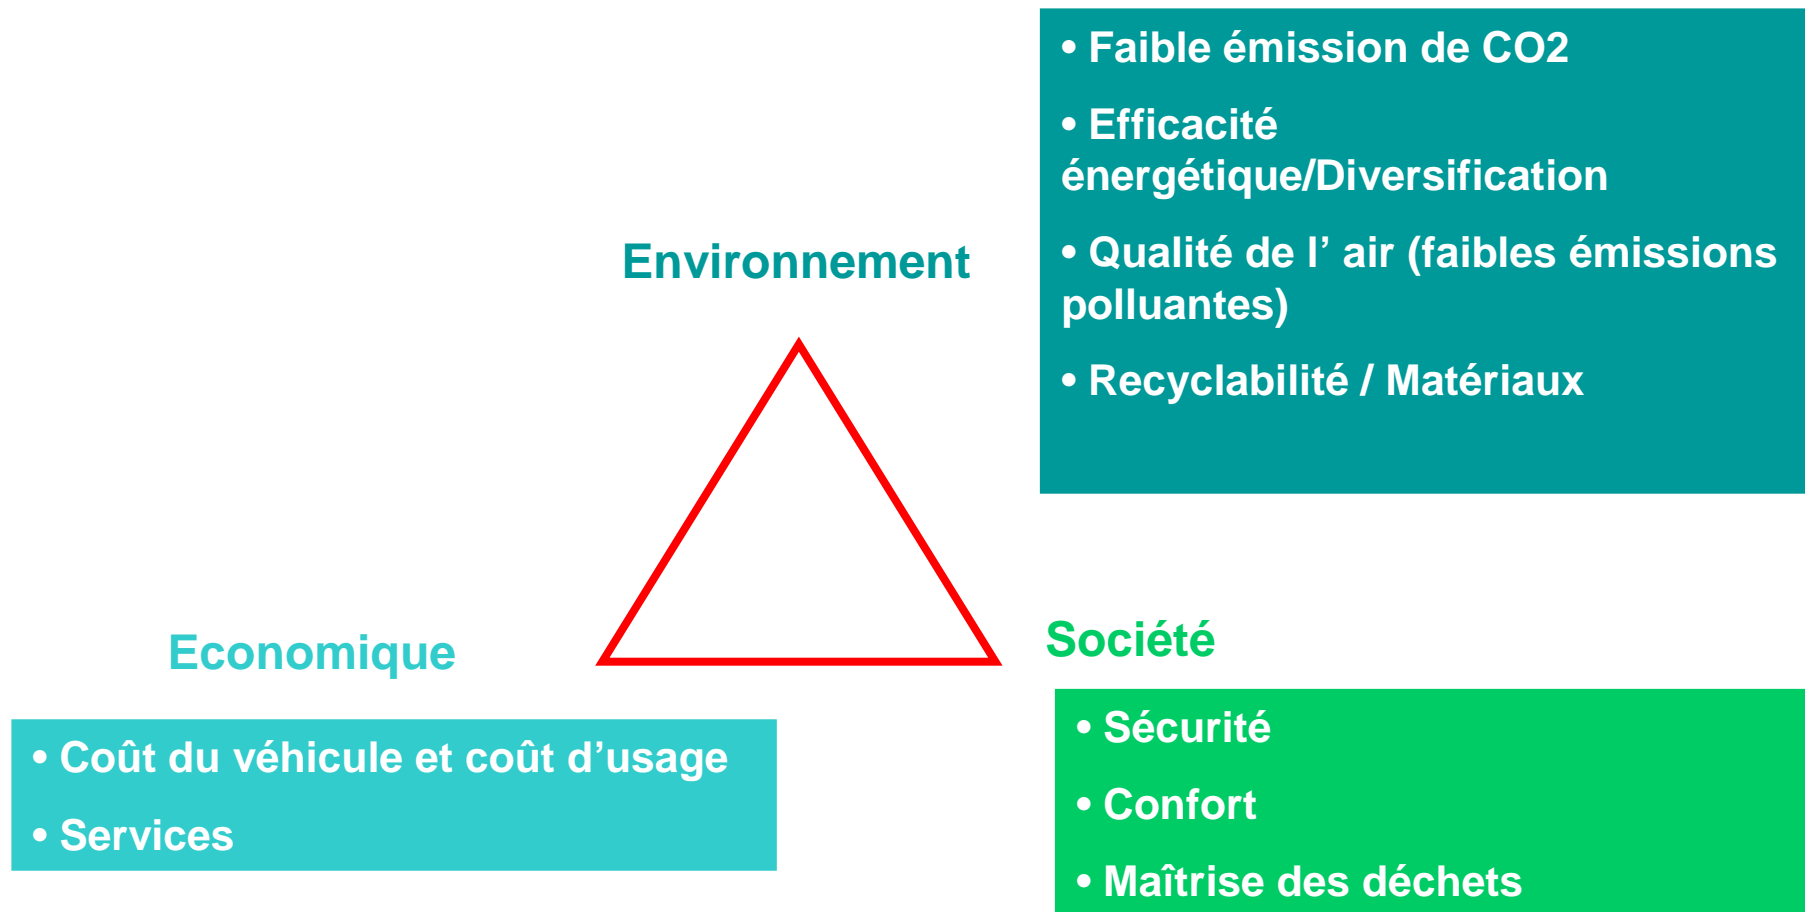 Environnement
• Faible émission de CO2
• Efficacité
énergétique/Diversification
• Qualité de l’ air (faibles émissions
polluantes)
• Recyclabilité / Matériaux
Economique
• Coût du véhicule et coût d’usage
• Services
Société
• Sécurité
• Confort
• Maîtrise des déchets